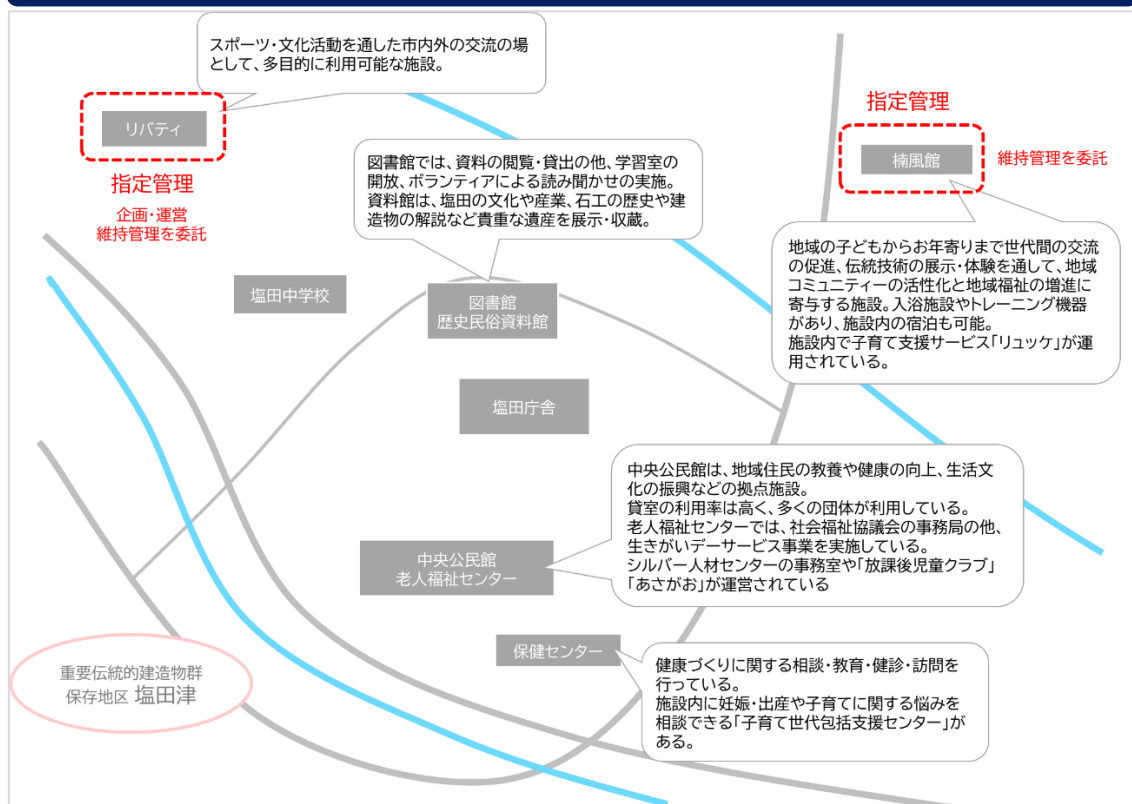 スポーツ・文化活動を通した市内外の交流の場
として、多目的に利用可能な施設。
リバティ
指定管理
企画・運営
維持管理を委託
図書館では、資料の閲覧・貸出の他、学習室の
開放、ボランティアによる読み聞かせの実施。
資料館は、塩田の文化や産業、石工の歴史や建
造物の解説など貴重な遺産を展示・収蔵。
指定管理
楠風館
維持管理を委託
地域の子どもからお年寄りまで世代間の交流
の促進、伝統技術の展示・体験を通して、地域
コミュニティーの活性化と地域福祉の増進に
寄与する施設。入浴施設やトレーニング機器
があり、施設内の宿泊も可能。
施設内で子育て支援サービス「リュッケ」が運
用されている。
塩田中学校
図書館
歴史民俗資料館
塩田庁舎
中央公民館は、地域住民の教養や健康の向上、生活文
化の振興などの拠点施設。
貸室の利用率は高く、多くの団体が利用している。
老人福祉センターでは、社会福祉協議会の事務局の他、
生きがいデーサービス事業を実施している。
シルバー人材センターの事務室や「放課後児童クラブ」
「あさがお」が運営されている
中央公民館
老人福祉センター
保健センター
健康づくりに関する相談・教育・健診・訪問を
行っている。
施設内に妊娠・出産や子育てに関する悩みを
相談できる「子育て世代包括支援センター」が
ある。
重要伝統的建造物群
保存地区 塩田津